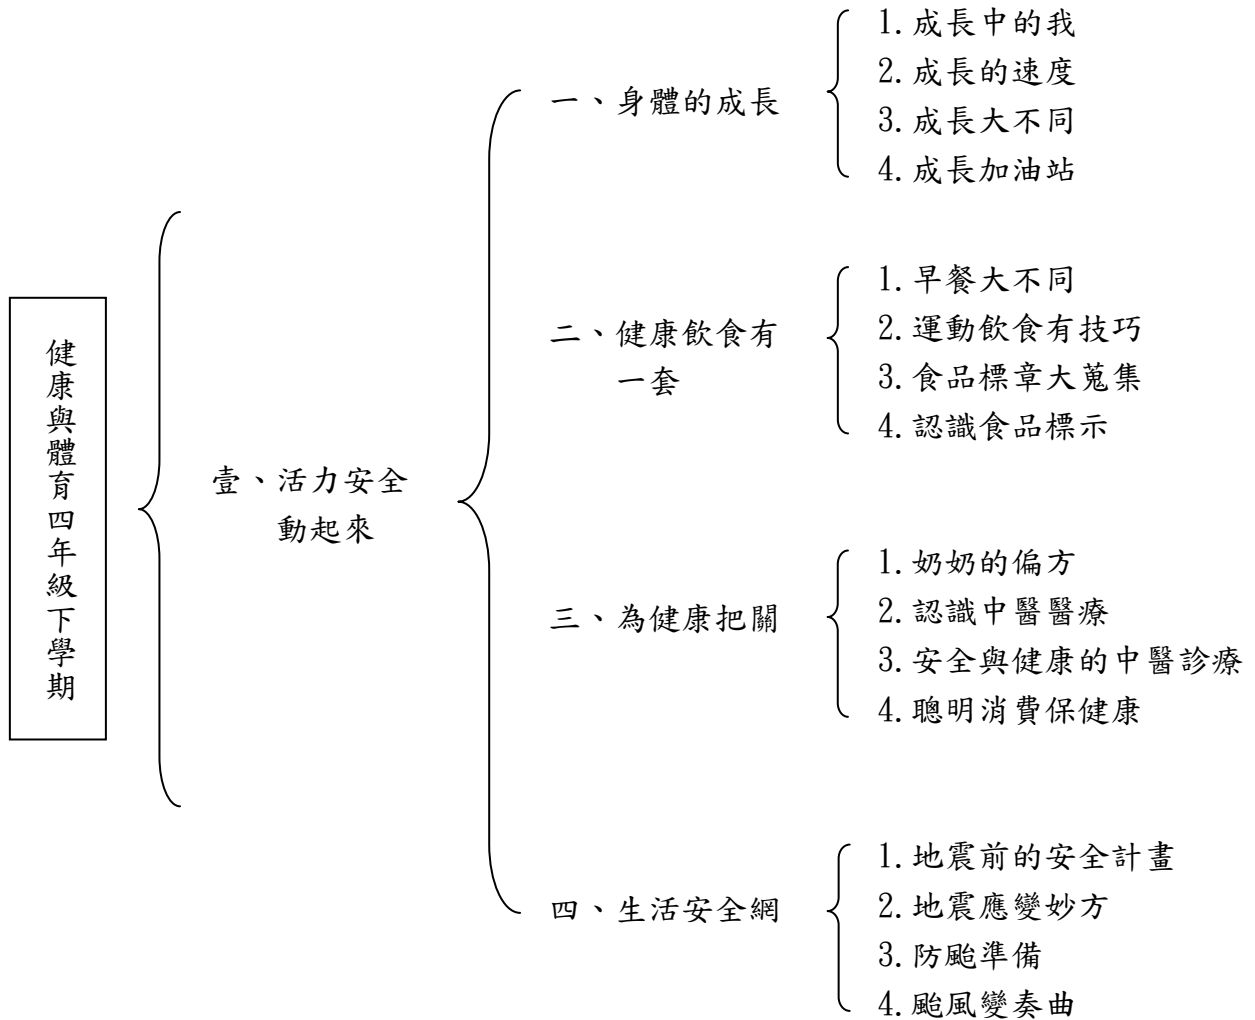 健康與體育四年級下學期
壹、活力安全
動起來
一、身體的成長
1.成長中的我
2.成長的速度
3.成長大不同
4.成長加油站
二、健康飲食有
一套
1.早餐大不同
2.運動飲食有技巧
3.食品標章大蒐集
4.認識食品標示
三、為健康把關
1.奶奶的偏方
2.認識中醫醫療
3.安全與健康的中醫診療
4.聰明消費保健康
四、生活安全網
1.地震前的安全計畫
2.地震應變妙方
3.防颱準備
4.颱風變奏曲